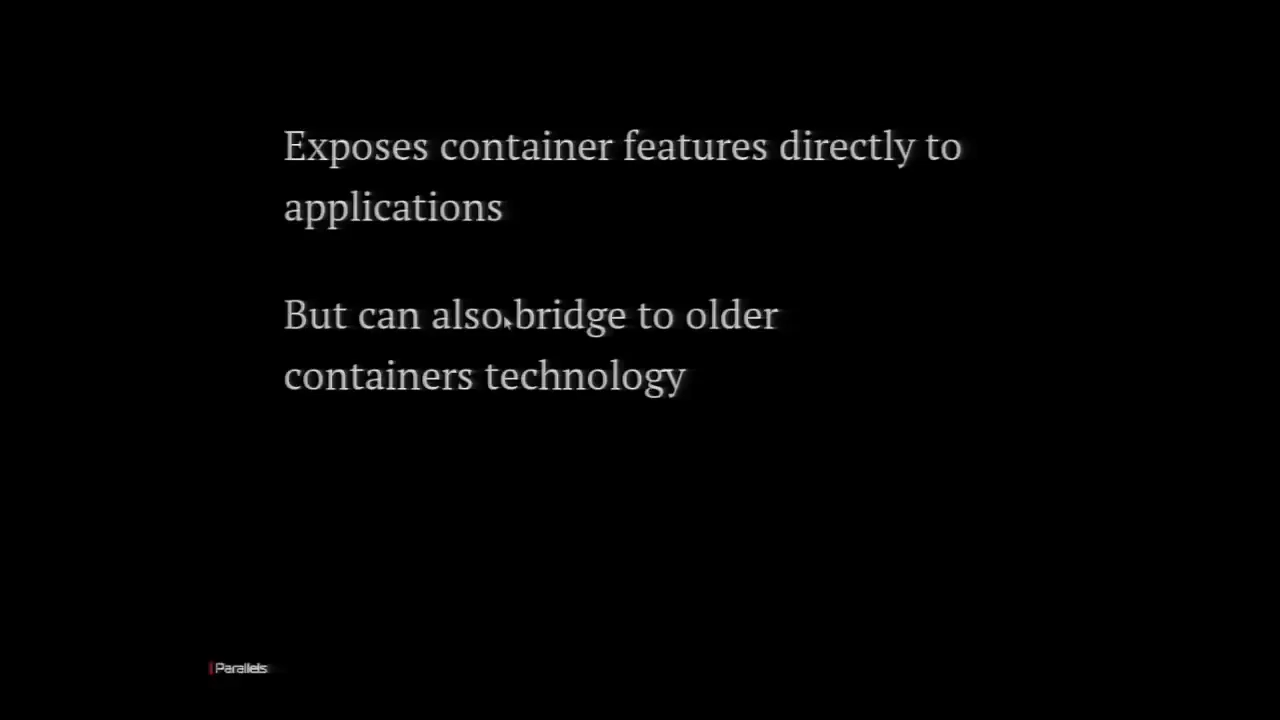 Exposes container features directly to
applications
But can also bridge to older
containers technology
Parallels